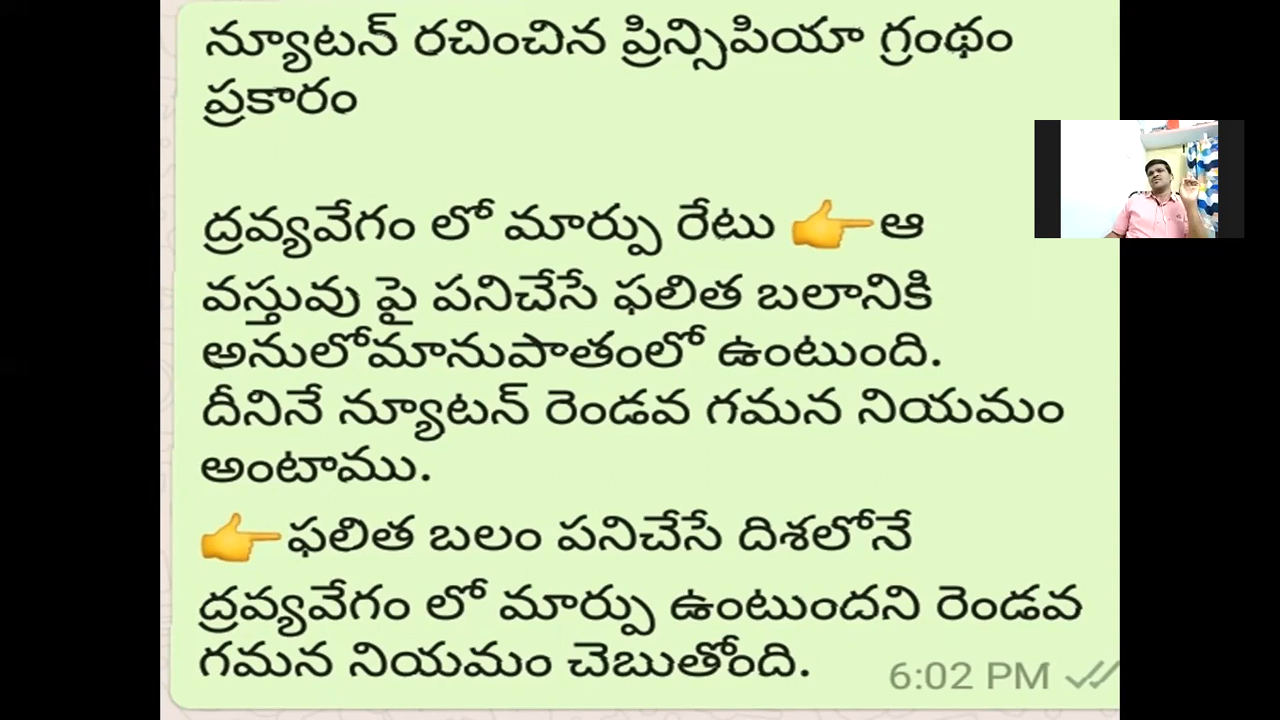 న్యూటన్ రచించిన ప్రిన్సిపియా గ్రంథం
ప్రకారం
ద్రవ్యవేగం లో మార్పు రేటు 👉ఆ
వస్తువు పై పనిచేసే ఫలిత బలానికి
అనులోమానుపాతంలో ఉంటుంది.
దీనినే న్యూటన్ రెండవ గమన నియమం
అంటాము.
👉ఫలిత బలం పనిచేసే దిశలోనే
ద్రవ్యవేగం లో మార్పు ఉంటుందని రెండవ
గమన నియమం చెబుతోంది.
6:02 PM